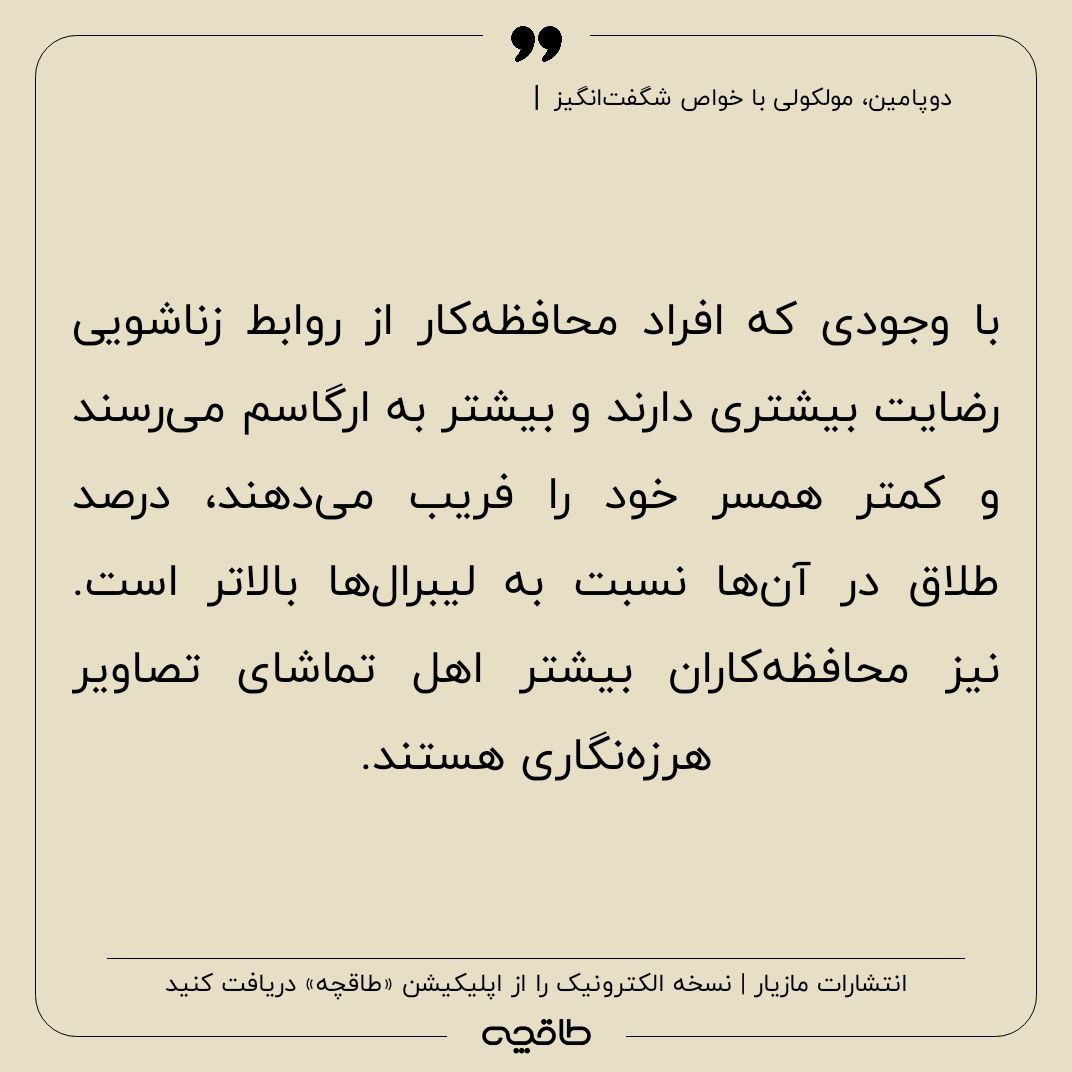 دوپامین، مولکولی با خواص شگفت‌انگیز |
با وجودی که افراد محافظه‌کار از روابط زناشویی
رضایت بیشتری دارند و بیشتر به ارگاسم می‌رسند
و کمتر همسر خود را فریب می‌دهند، درصد
طلاق در آن‌ها نسبت به لیبرال‌ها بالاتر است.
نیز محافظه‌کاران بیشتر اهل تماشای تصاویر
هرزه‌نگاری هستند.
انتشارات مازیار | نسخه الکترونیک را از اپلیکیشن «طاقچه» دریافت کنید
طاقچه